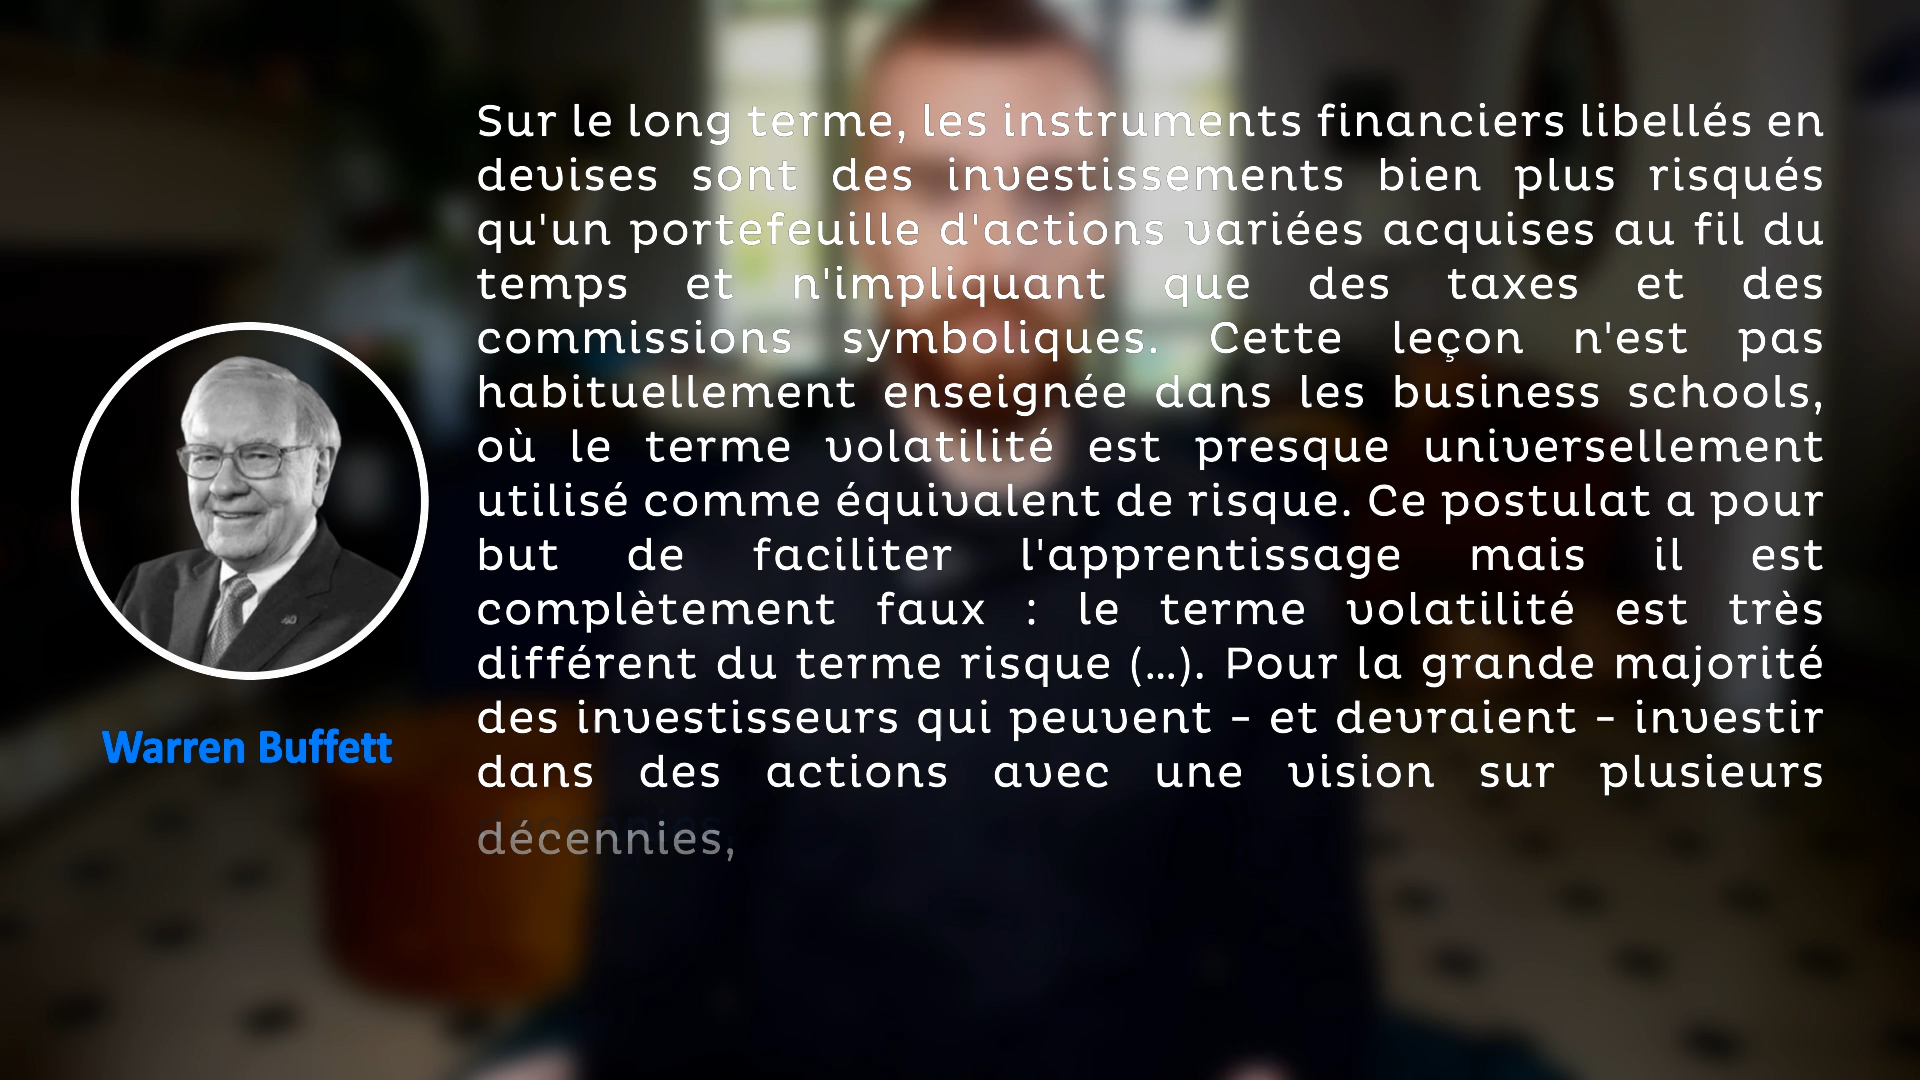 Sur le long terme, les instruments financiers libellés en
devises sont des investissements bien plus risqués
qu'un portefeuille d'actions variées acquises au fil du
temps et n'impliquant que des taxes et des
commissions symboliques. Cette leçon n'est pas
habituellement enseignée dans les business schools,
où le terme volatilité est presque universellement
utilisé comme équivalent de risque. Ce postulat a pour
but de faciliter l'apprentissage mais il est
complètement faux : le terme volatilité est très
différent du terme risque (...). Pour la grande majorité
des investisseurs qui peuvent - et devraient - investir
dans des actions avec une vision sur plusieurs
décennies,
Warren Buffett